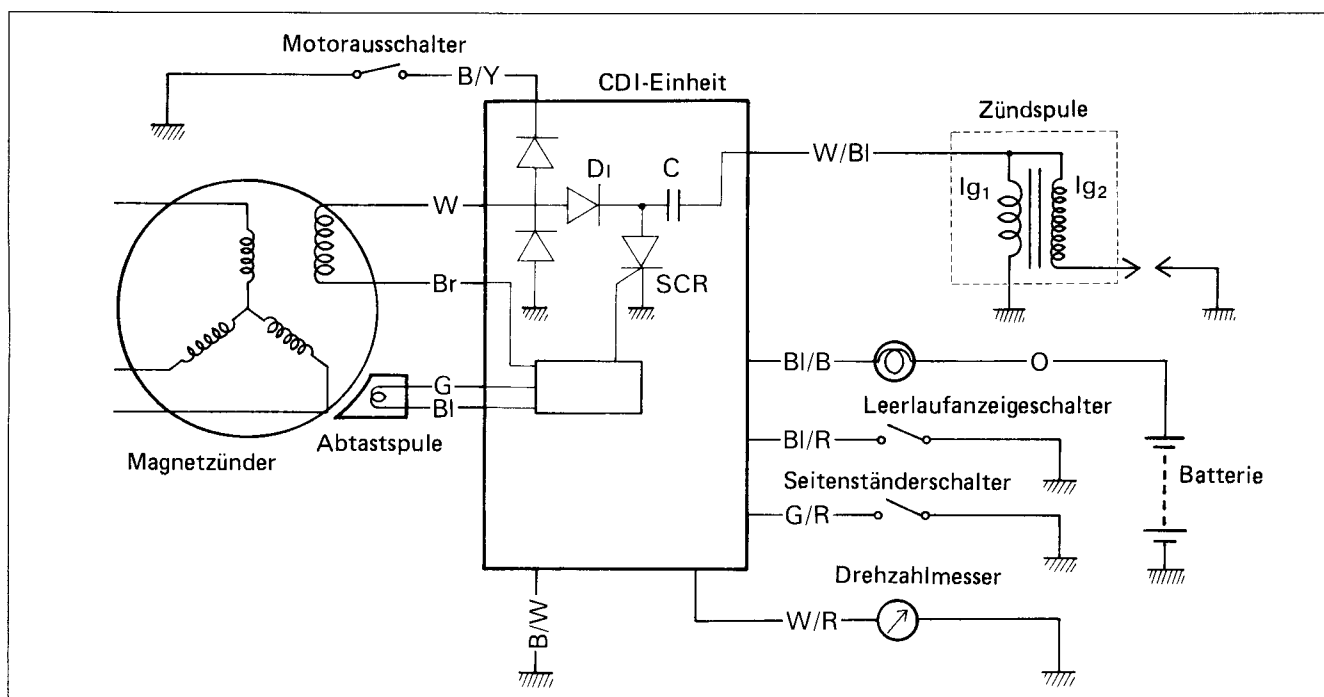 Motorausschalter
B/Y
CDI-Einheit
Zündspule
W/Bl
D1
C
Ig1
Ig2
W
Br
SCR
G
Bl
Abtastspule
Magnetzünder
Bl/B
O
Leerlaufanzeigeschalter
Bl/R
Batterie
Seitenständerschalter
G/R
Drehzahlmesser
W/R
B/W